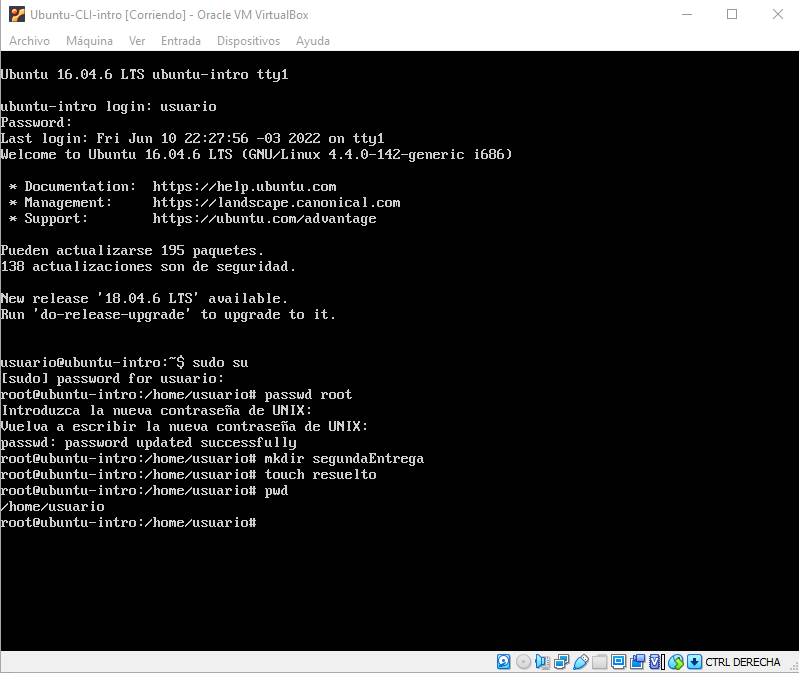 Ubuntu-CLI-intro [Corriendo] - Oracle VM VirtualBox
Archivo Máquina Ver Entrada Dispositivos Ayuda
Ubuntu 16.04.6 LTS ubuntu-intro tty1
ubuntu-intro login: usuario
Password:
Last login: Fri Jun 10 22:27:56 -03 2022 on tty1
Welcome to Ubuntu 16.04.6 LTS (GNU/Linux 4.4.0-142-generic i686)
* Documentation:  https://help.ubuntu.com
* Management:     https://landscape.canonical.com
* Support:        https://ubuntu.com/advantage
Pueden actualizarse 195 paquetes.
138 actualizaciones son de seguridad.
New release '18.04.6 LTS' available.
Run 'do-release-upgrade' to upgrade to it.
usuario@ubuntu-intro:~$ sudo su
[sudo] password for usuario:
root@ubuntu-intro:/home/usuario# passwd root
Introduzca la nueva contraseña de UNIX:
Vuelva a escribir la nueva contraseña de UNIX:
passwd: password updated successfully
root@ubuntu-intro:/home/usuario# mkdir segundaEntrega
root@ubuntu-intro:/home/usuario# touch resuelto
root@ubuntu-intro:/home/usuario# pwd
/home/usuario
root@ubuntu-intro:/home/usuario#
CTRL DERECHA